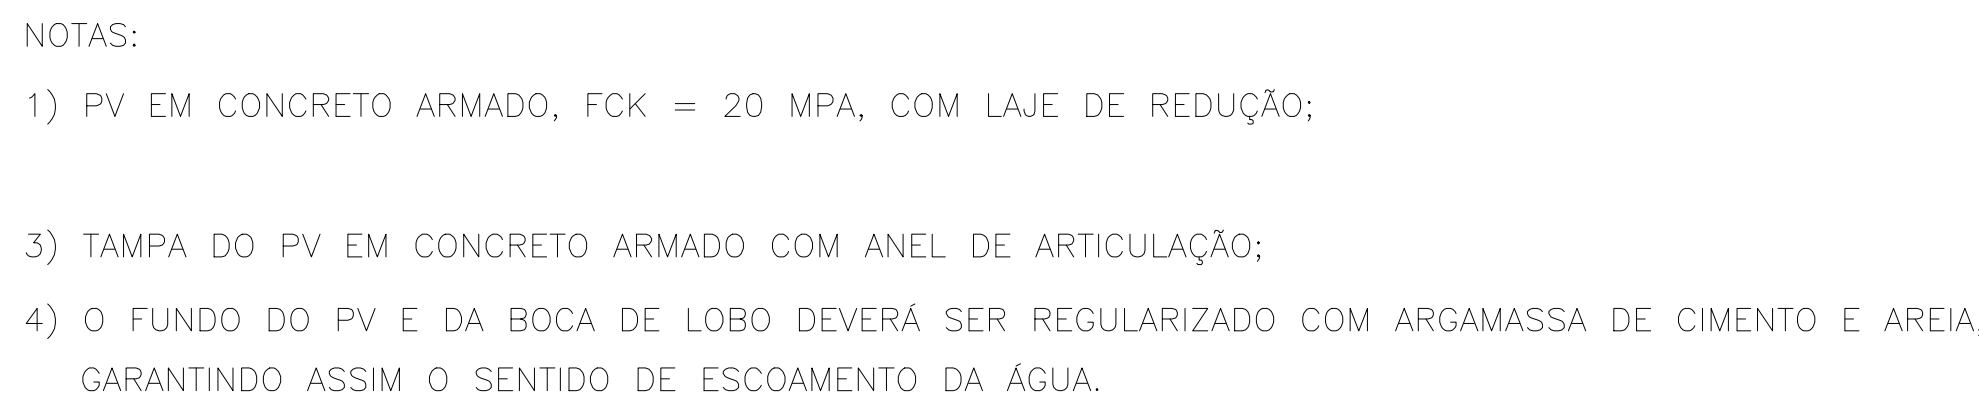 NOTAS:
1) PV EM CONCRETO ARMADO, FCK = 20 MPA, COM LAJE DE REDUÇÃO;
3) TAMPA DO PV EM CONCRETO ARMADO COM ANEL DE ARTICULAÇÃO;
4) O FUNDO DO PV E DA BOCA DE LOBO DEVERÁ SER REGULARIZADO COM ARGAMASSA DE CIMENTO E AREIA,
GARANTINDO ASSIM O SENTIDO DE ESCOAMENTO DA ÁGUA.